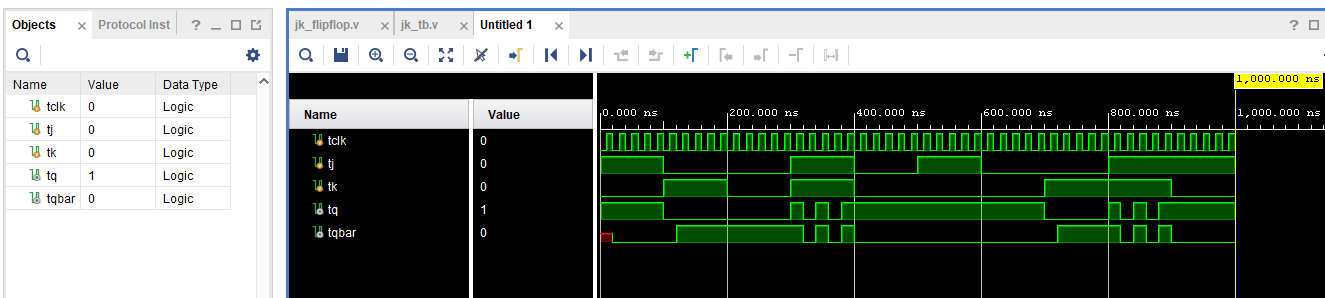 Objects × Protocol Inst ?
jk_flipflop.v × jk_tb.v × Untitled 1 × ?
Name Value Data Type
tclk 0 Logic
tj 0 Logic
tk 0 Logic
tq 1 Logic
tqbar 0 Logic
1,000.000 ns
Name Value
0.000 ns 200.000 ns 400.000 ns 600.000 ns 800.000 ns 1,000.000 ns
tclk 0
tj 0
tk 0
tq 1
tqbar 0